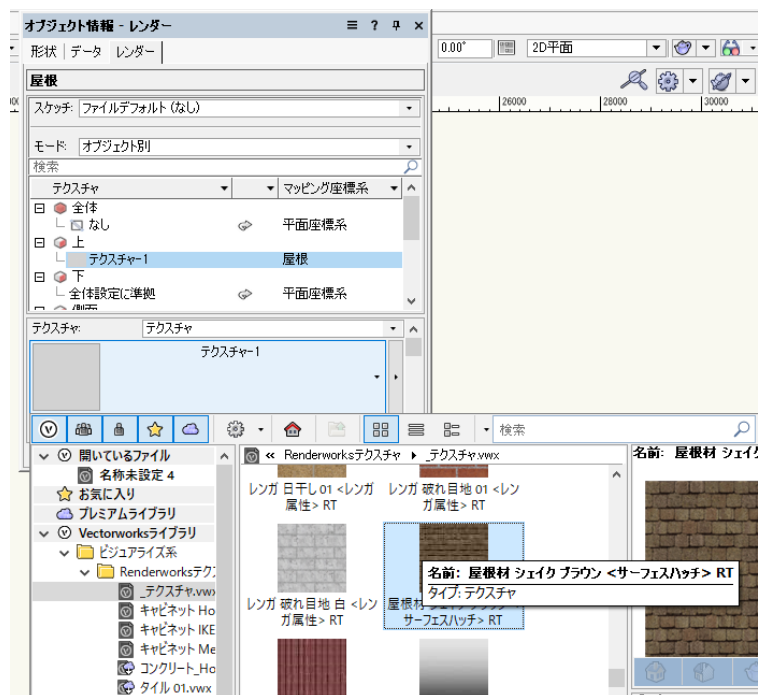 オブジェクト情報 - レンダー
形状 データ レンダー
屋根
スケッチ: ファイルデフォルト (なし)
モード: オブジェクト別
検索
テクスチャ マッピング座標系
全体
なし 平面座標系
上
テクスチャー1 屋根
下
全体設定に準拠 平面座標系
側面
テクスチャ: テクスチャ
テクスチャー1
0.00° 2D平面
26000 28000 30000
検索
開いているファイル
名称未設定 4
お気に入り
プレミアムライブラリ
Vectorworksライブラリ
ビジュアライズ系
Renderworksテク
_テクスチャ.vwx
キャビネット Ho
キャビネット IKE
キャビネット Me
コンクリート_Ho
タイル 01.vwx
« Renderworksテクスチャ _テクスチャ.vwx
レンガ 日干し 01 <レンガ
属性> RT
レンガ 破れ目地 01 <レン
ガ属性> RT
レンガ 破れ目地 白 <レン
ガ属性> RT
屋根材
サーフェスハッチ> RT
名前: 屋根材 シェイク ブラウン <サーフェスハッチ> RT
タイプ: テクスチャ
名前: 屋根材 シェイク